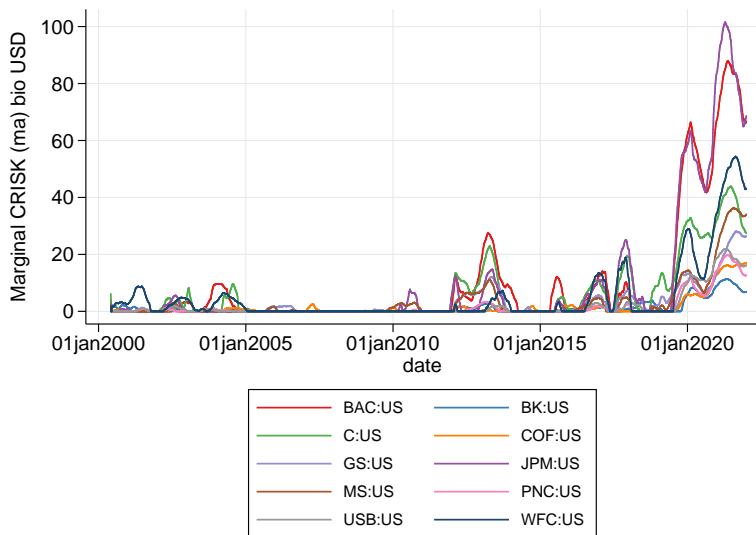 Marginal CRISK (ma) bio USD
100
80
60
40
20
0
01jan2000 01jan2005 01jan2010 01jan2015 01jan2020
date
BAC:US BK:US
C:US COF:US
GS:US JPM:US
MS:US PNC:US
USB:US WFC:US